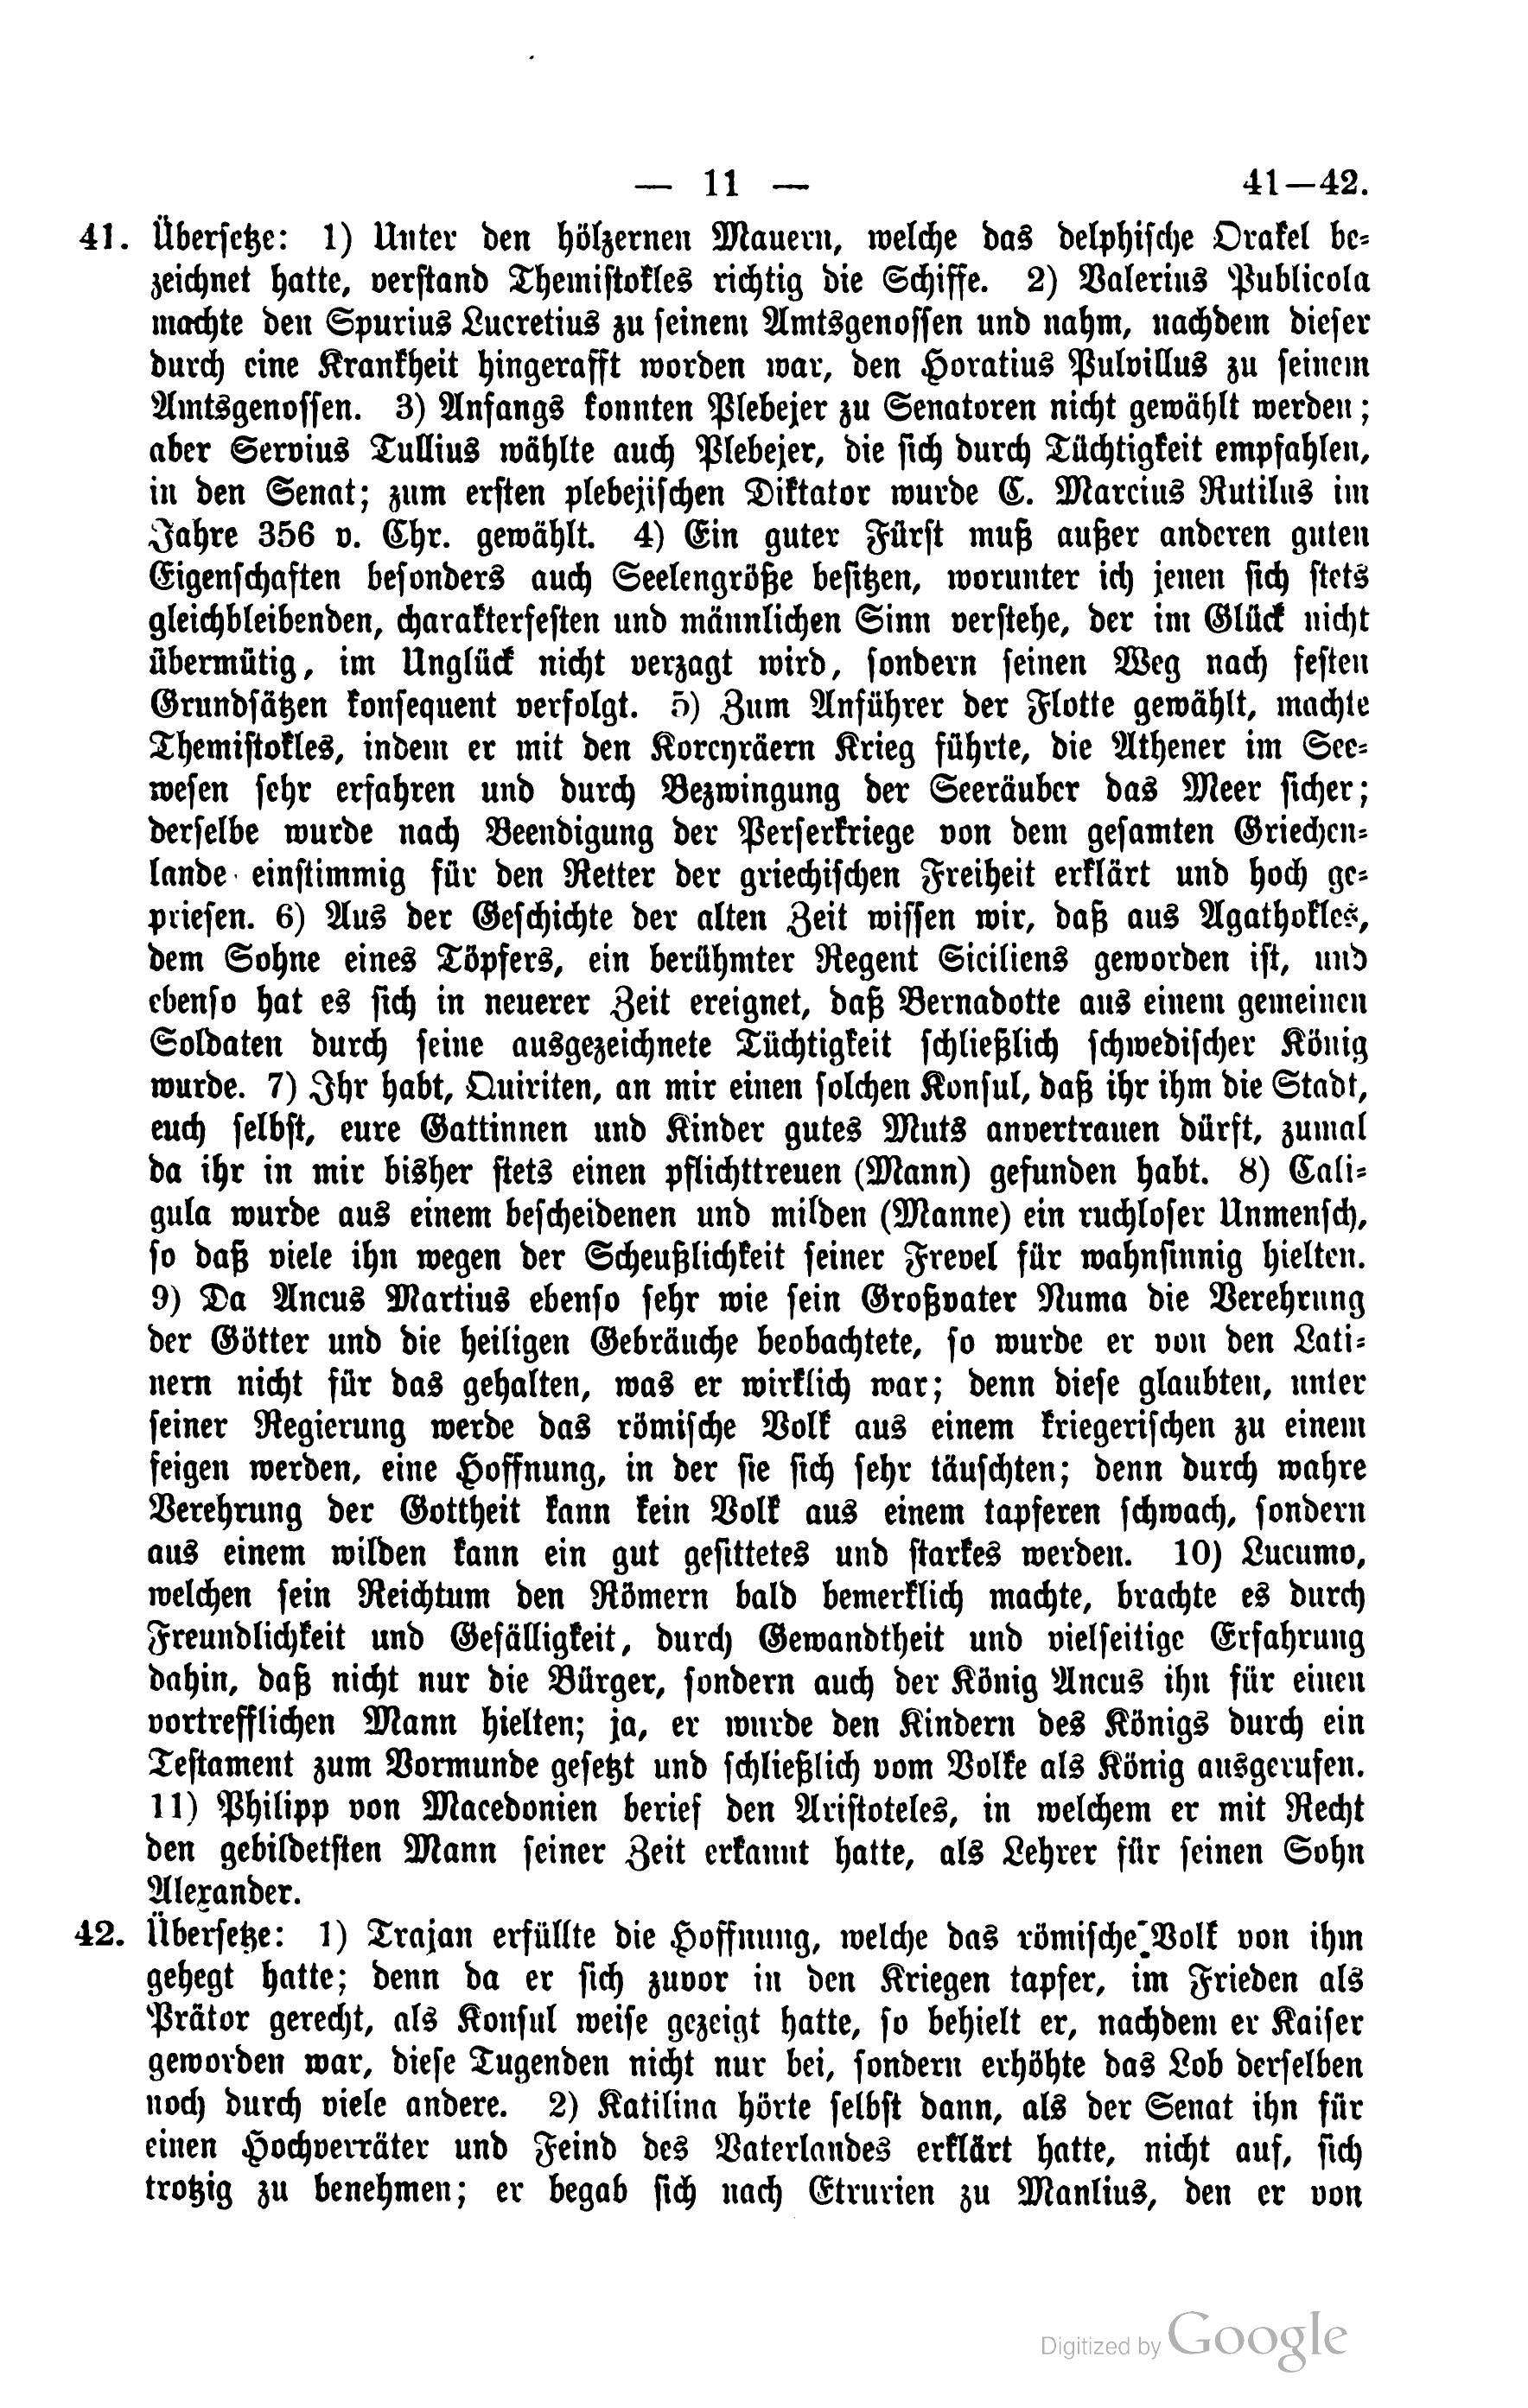 — 11 — 41—42.
41. Übersetze: 1) Unter den hölzernen Mauern, welche das delphische Orakel be-
zeichnet hatte, verstand Themistokles richtig die Schiffe. 2) Valerius Publicola
machte den Spurius Lucretius zu seinem Amtsgenossen und nahm, nachdem dieser
durch eine Krankheit hingerafft worden war, den Horatius Pulvillus zu seinem
Amtsgenossen. 3) Anfangs konnten Plebejer zu Senatoren nicht gewählt werden;
aber Servius Tullius wählte auch Plebejer, die sich durch Tüchtigkeit empfahlen,
in den Senat; zum ersten plebejischen Diktator wurde C. Marcius Rutilus im
Jahre 356 v. Chr. gewählt. 4) Ein guter Fürst muß außer anderen guten
Eigenschaften besonders auch Seelengröße besitzen, worunter ich jenen sich stets
gleichbleibenden, charakterfesten und männlichen Sinn verstehe, der im Glück nicht
übermütig, im Unglück nicht verzagt wird, sondern seinen Weg nach festen
Grundsätzen konsequent verfolgt. 5) Zum Anführer der Flotte gewählt, machte
Themistokles, indem er mit den Korcyräern Krieg führte, die Athener im See-
wesen sehr erfahren und durch Bezwingung der Seeräuber das Meer sicher;
derselbe wurde nach Beendigung der Perserkriege von dem gesamten Griechen-
lande einstimmig für den Retter der griechischen Freiheit erklärt und hoch ge-
priesen. 6) Aus der Geschichte der alten Zeit wissen wir, daß aus Agathokles,
dem Sohne eines Töpfers, ein berühmter Regent Siciliens geworden ist, und
ebenso hat es sich in neuerer Zeit ereignet, daß Bernadotte aus einem gemeinen
Soldaten durch seine ausgezeichnete Tüchtigkeit schließlich schwedischer König
wurde. 7) Ihr habt, Quiriten, an mir einen solchen Konsul, daß ihr ihm die Stadt,
euch selbst, eure Gattinnen und Kinder gutes Muts anvertrauen dürft, zumal
da ihr in mir bisher stets einen pflichttreuen (Mann) gefunden habt. 8) Cali-
gula wurde aus einem bescheidenen und milden (Manne) ein ruchloser Unmensch,
so daß viele ihn wegen der Scheußlichkeit seiner Frevel für wahnsinnig hielten.
9) Da Ancus Martius ebenso sehr wie sein Großvater Numa die Verehrung
der Götter und die heiligen Gebräuche beobachtete, so wurde er von den Lati-
nern nicht für das gehalten, was er wirklich war; denn diese glaubten, unter
seiner Regierung werde das römische Volk aus einem kriegerischen zu einem
feigen werden, eine Hoffnung, in der sie sich sehr täuschten; denn durch wahre
Verehrung der Gottheit kann kein Volk aus einem tapferen schwach, sondern
aus einem wilden kann ein gut gesittetes und starkes werden. 10) Lucumo,
welchen sein Reichtum den Römern bald bemerklich machte, brachte es durch
Freundlichkeit und Gefälligkeit, durch Gewandtheit und vielseitige Erfahrung
dahin, daß nicht nur die Bürger, sondern auch der König Ancus ihn für einen
vortrefflichen Mann hielten; ja, er wurde den Kindern des Königs durch ein
Testament zum Vormunde gesetzt und schließlich vom Volke als König ausgerufen.
11) Philipp von Macedonien berief den Aristoteles, in welchem er mit Recht
den gebildetsten Mann seiner Zeit erkannt hatte, als Lehrer für seinen Sohn
Alexander.
42. Übersetze: 1) Trajan erfüllte die Hoffnung, welche das römische Volk von ihm
gehegt hatte; denn da er sich zuvor in den Kriegen tapfer, im Frieden als
Prätor gerecht, als Konsul weise gezeigt hatte, so behielt er, nachdem er Kaiser
geworden war, diese Tugenden nicht nur bei, sondern erhöhte das Lob derselben
noch durch viele andere. 2) Katilina hörte selbst dann, als der Senat ihn für
einen Hochverräter und Feind des Vaterlandes erklärt hatte, nicht auf, sich
trotzig zu benehmen; er begab sich nach Etrurien zu Manlius, den er von
Digitized by Google